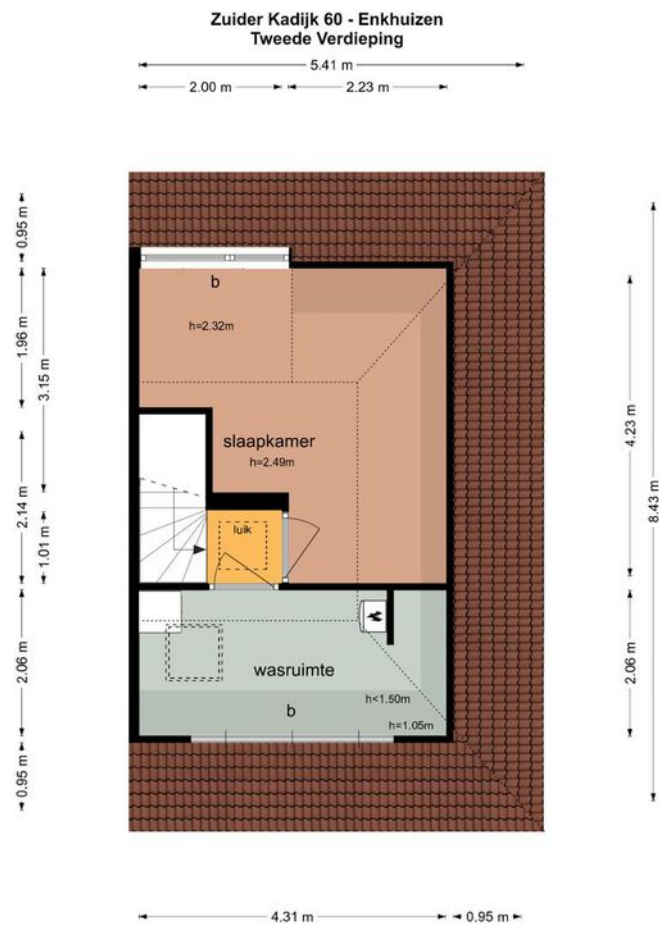 Zuider Kadijk 60 - Enkhuizen
Tweede Verdieping
5.41 m
2.00 m
2.23 m
0.95 m
1.96 m
3.15 m
2.14 m
1.01 m
2.06 m
0.95 m
b
h=2.32m
slaapkamer
h=2.49m
luik
wasruimte
h<1.50m
b
h=1.05m
4.23 m
8.43 m
2.06 m
4.31 m
0.95 m